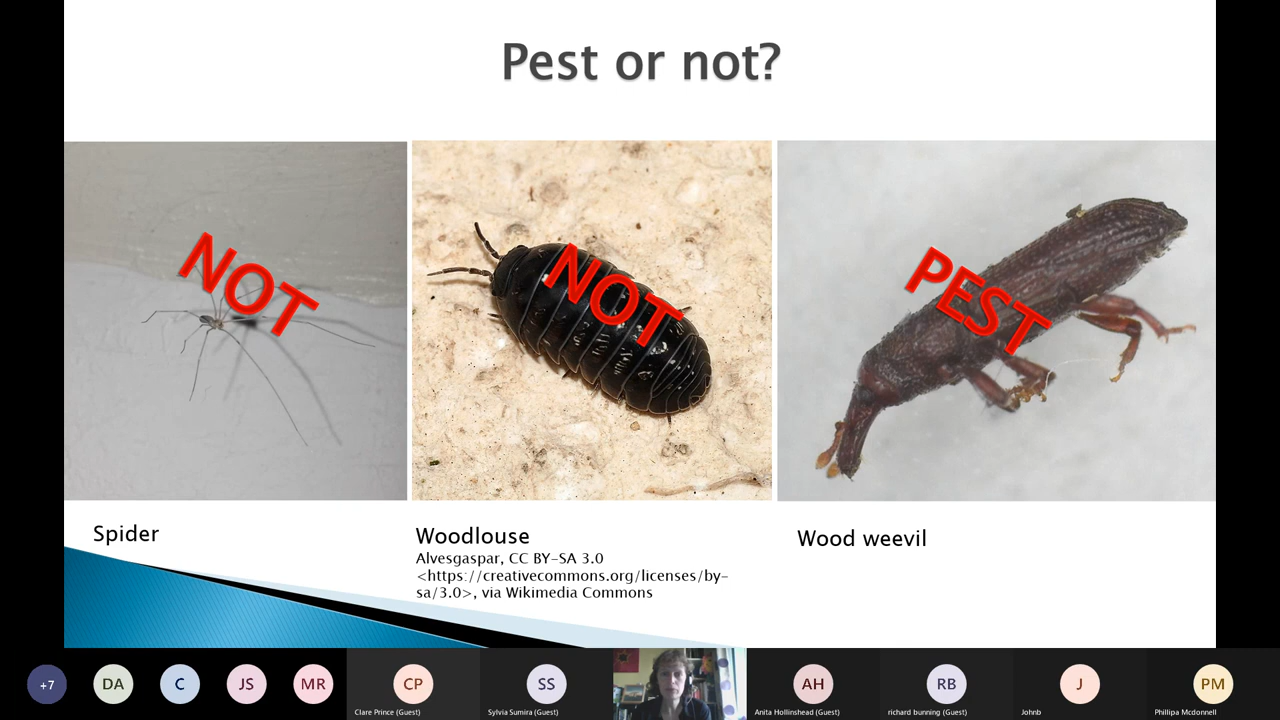 Pest or not?
NOT
NOT
PEST
Spider
Woodlouse
Alvesgaspar, CC BY-SA 3.0
<https://creativecommons.org/licenses/by-
sa/3.0>, via Wikimedia Commons
Wood weevil
+7
DA
C
JS
MR
CP
SS
AH
RB
J
PM
Clare Prince (Guest)
Sylvia Sumira (Guest)
Anita Hollinshead (Guest)
richard bunning (Guest)
Johnb
Phillipa Mcdonnell